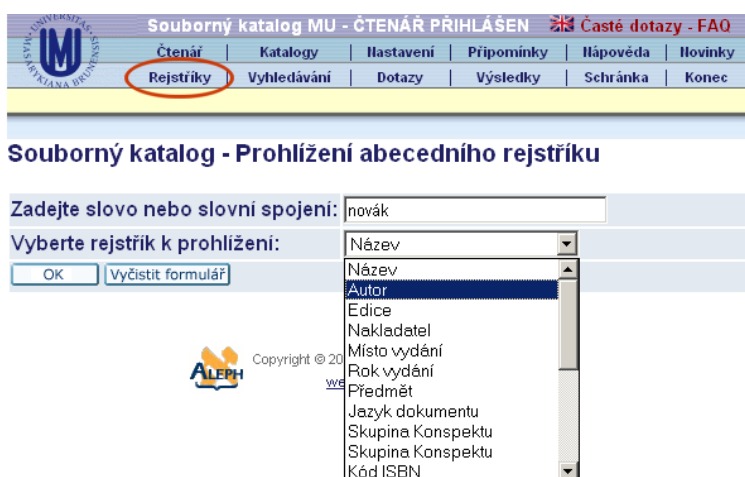 Souborný katalog MU - ČTENÁŘ PŘIHLÁŠEN Časté dotazy - FAQ
Čtenář | Katalogy | Nastavení | Připomínky | Nápověda | Novinky
Rejstříky | Vyhledávání | Dotazy | Výsledky | Schránka | Konec
Souborný katalog - Prohlížení abecedního rejstříku
Zadejte slovo nebo slovní spojení: novák
Vyberte rejstřík k prohlížení: Název
OK Vyčistit formulář
Název
Autor
Edice
Nakladatel
Místo vydání
Rok vydání
Předmět
Jazyk dokumentu
Skupina Konspektu
Skupina Konspektu
Kód ISBN
ALEPH
Copyright © 20
we